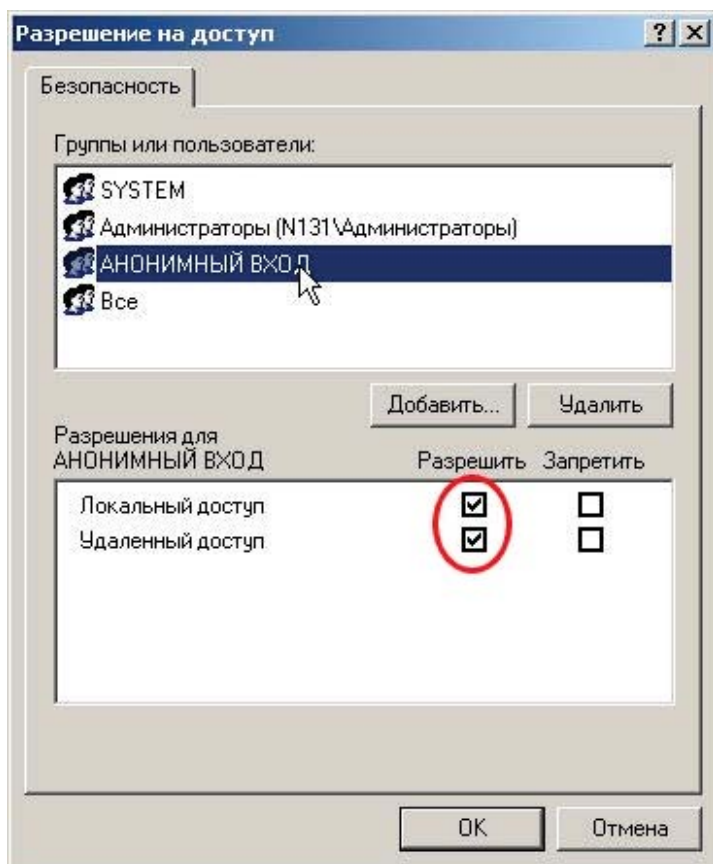 Разрешение на доступ
Безопасность
Группы или пользователи:
SYSTEM
Администраторы (N131\Администраторы)
АНОНИМНЫЙ ВХОД
Все
Добавить... Удалить
Разрешения для
АНОНИМНЫЙ ВХОД Разрешить Запретить
Локальный доступ
Удаленный доступ
OK Отмена